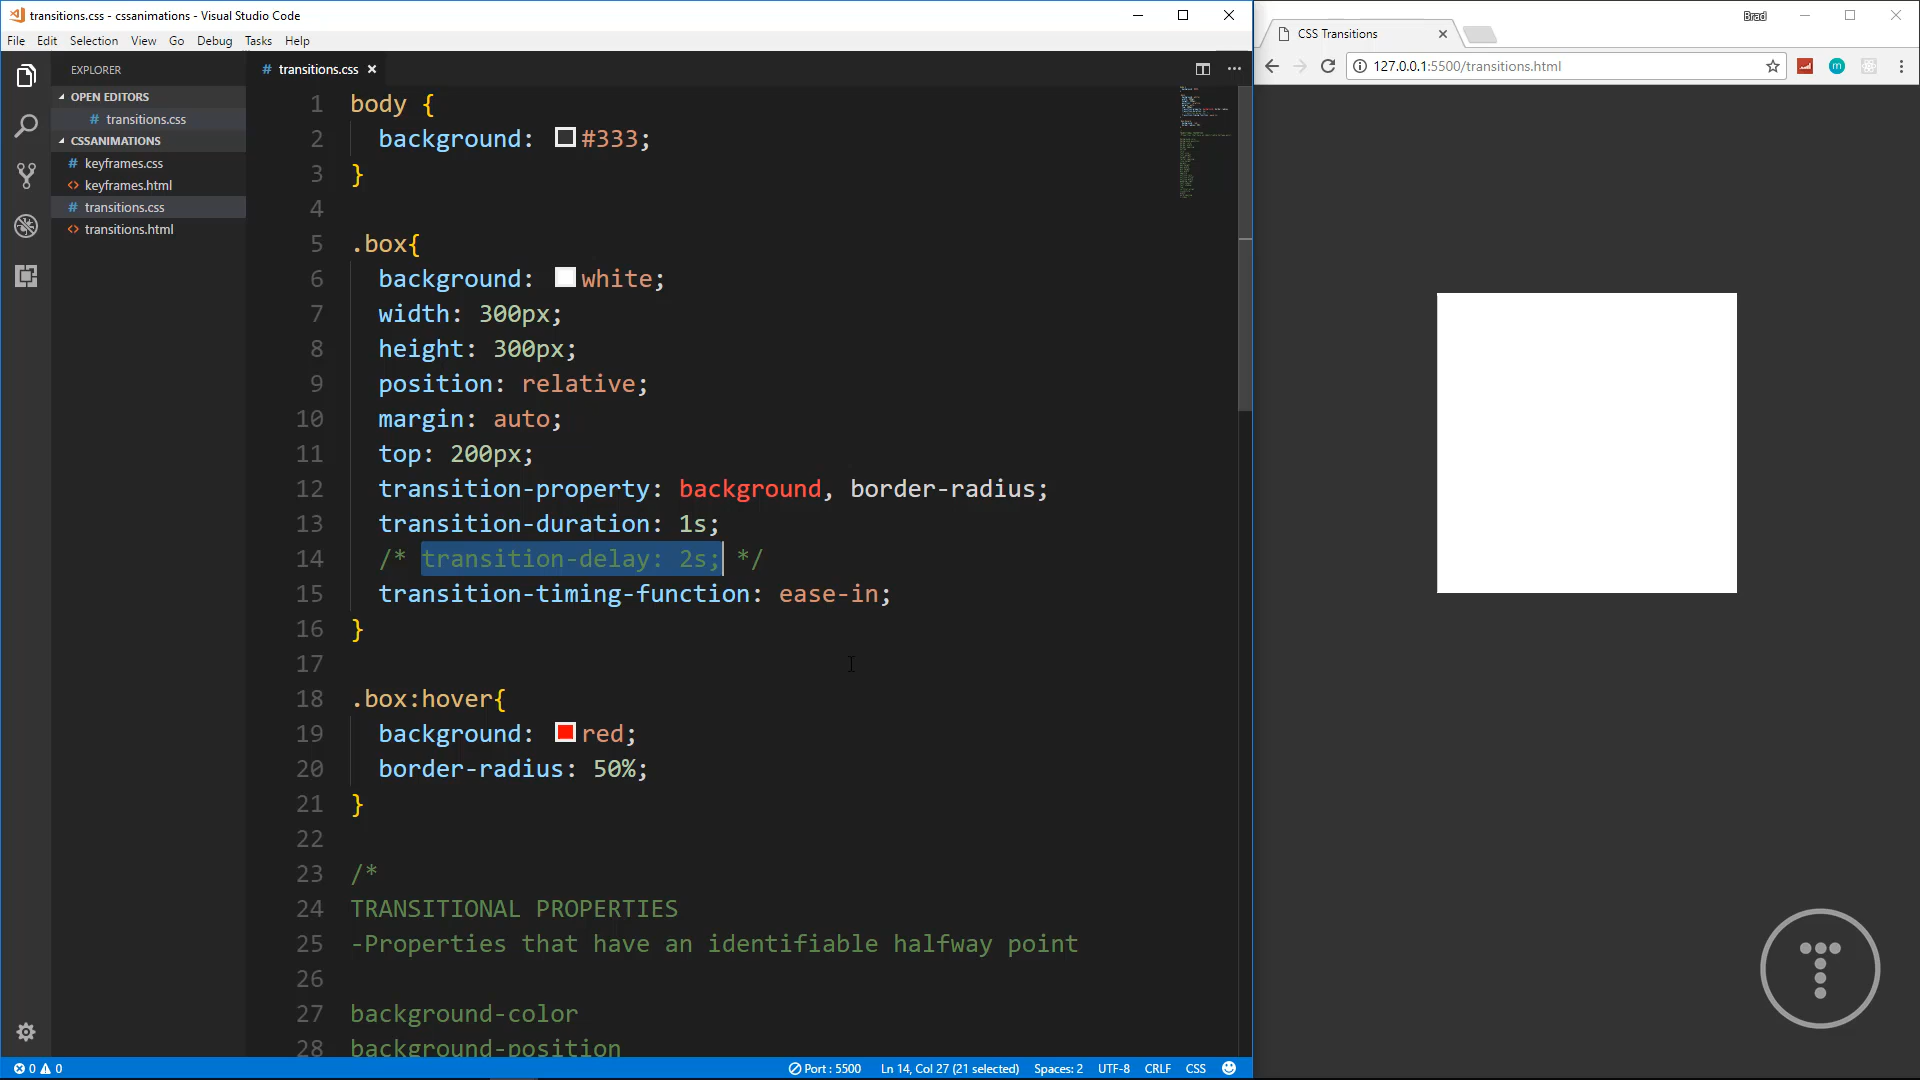 transitions.css - cssanimations - Visual Studio Code
File Edit Selection View Go Debug Tasks Help
EXPLORER
OPEN EDITORS
# transitions.css
CSSANIMATIONS
# keyframes.css
<> keyframes.html
# transitions.css
<> transitions.html
# transitions.css ×
1 body {
2 background: #333;
3 }
4
5 .box{
6 background: white;
7 width: 300px;
8 height: 300px;
9 position: relative;
10 margin: auto;
11 top: 200px;
12 transition-property: background, border-radius;
13 transition-duration: 1s;
14 /* transition-delay: 2s; */
15 transition-timing-function: ease-in;
16 }
17
18 .box:hover{
19 background: red;
20 border-radius: 50%;
21 }
22
23 /*
24 TRANSITIONAL PROPERTIES
25 -Properties that have an identifiable halfway point
26
27 background-color
28 background-position
0 0 Port : 5500 Ln 14, Col 27 (21 selected) Spaces: 2 UTF-8 CRLF CSS
Brad
CSS Transitions
127.0.0.1:5500/transitions.html
m
T